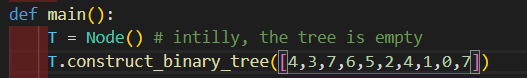 def main():
T = Node() # intilly, the tree is empty
T.construct_binary_tree([4,3,7,6,5,2,4,1,0,7])